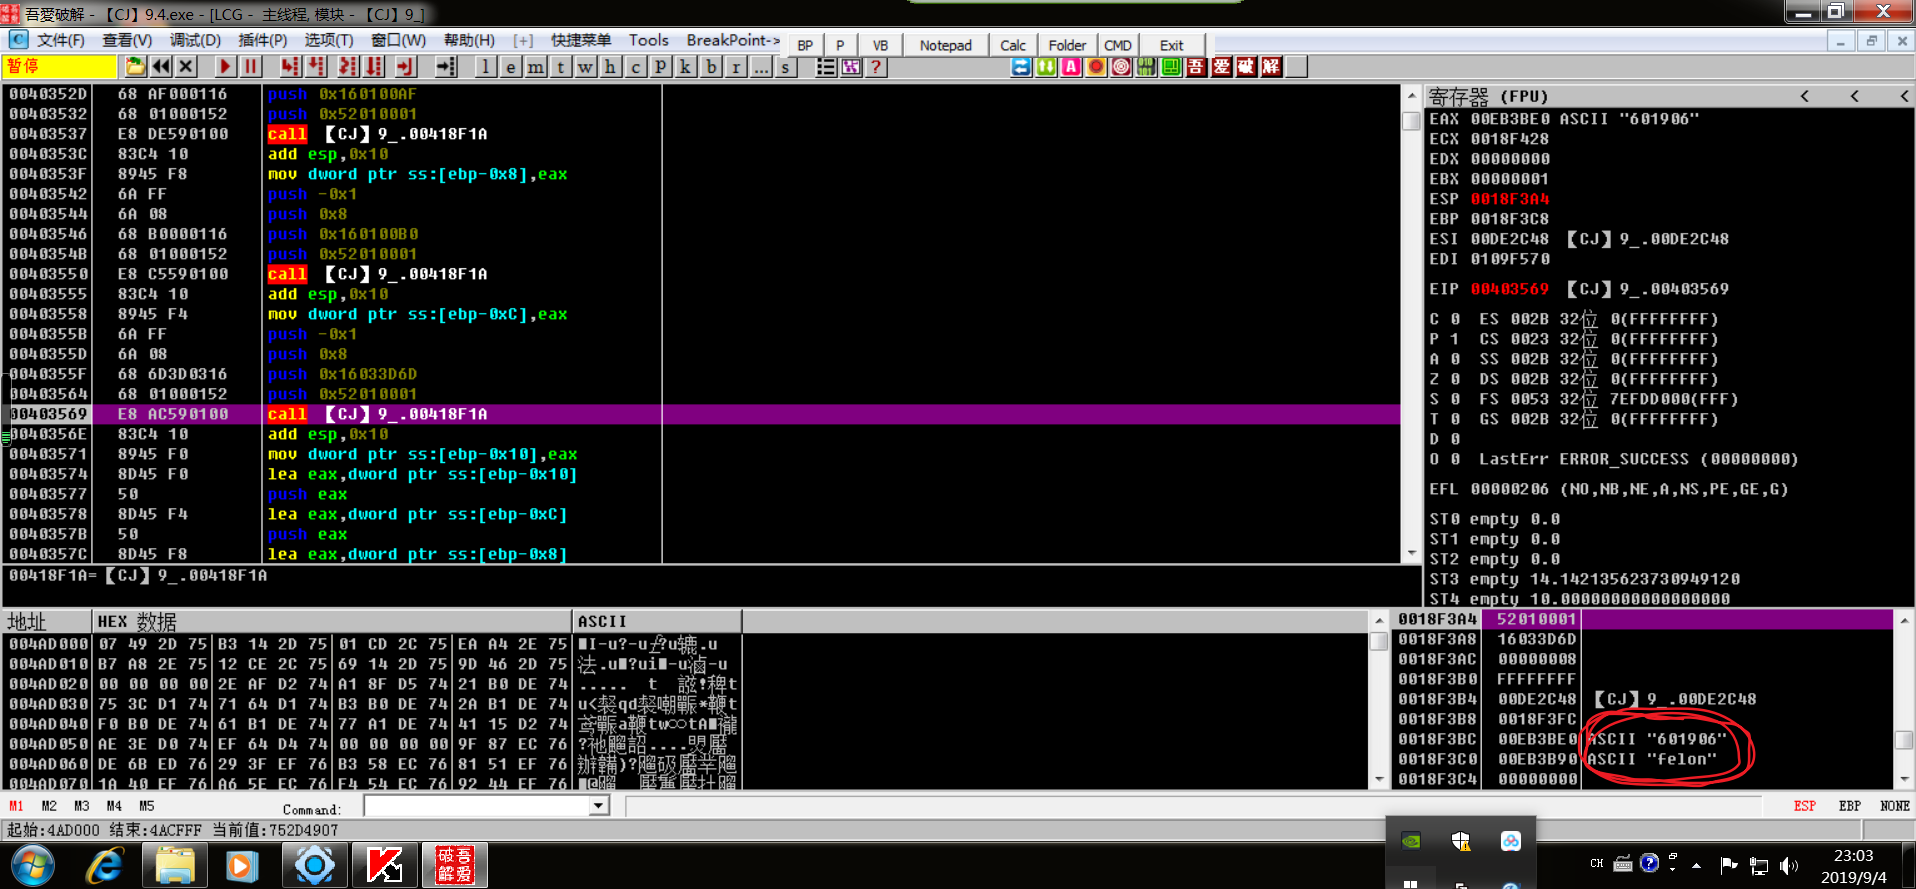 吾愛破解 - 【CJ】9.4.exe - [LCG - 主线程, 模块 - 【CJ】9_]
文件(F) 查看(V) 调试(D) 插件(P) 选项(T) 窗口(W) 帮助(H) [+] 快捷菜单 Tools BreakPoint->
BP P VB Notepad Calc Folder CMD Exit
暂停
l e m t w h c p k b r ... s ? 吾 爱 破 解
0040352D 68 AF000116 push 0x160100AF
00403532 68 01000152 push 0x52010001
00403537 E8 DE590100 call 【CJ】9_.00418F1A
0040353C 83C4 10 add esp,0x10
0040353F 8945 F8 mov dword ptr ss:[ebp-0x8],eax
00403542 6A FF push -0x1
00403544 6A 08 push 0x8
00403546 68 B0000116 push 0x160100B0
0040354B 68 01000152 push 0x52010001
00403550 E8 C5590100 call 【CJ】9_.00418F1A
00403555 83C4 10 add esp,0x10
00403558 8945 F4 mov dword ptr ss:[ebp-0xC],eax
0040355B 6A FF push -0x1
0040355D 6A 08 push 0x8
0040355F 68 6D3D0316 push 0x16033D6D
00403564 68 01000152 push 0x52010001
00403569 E8 AC590100 call 【CJ】9_.00418F1A
0040356E 83C4 10 add esp,0x10
00403571 8945 F0 mov dword ptr ss:[ebp-0x10],eax
00403574 8D45 F0 lea eax,dword ptr ss:[ebp-0x10]
00403577 50 push eax
00403578 8D45 F4 lea eax,dword ptr ss:[ebp-0xC]
0040357B 50 push eax
0040357C 8D45 F8 lea eax,dword ptr ss:[ebp-0x8]
00418F1A=【CJ】9_.00418F1A
寄存器 (FPU) < < <
EAX 00EB3BE0 ASCII "601906"
ECX 0018F428
EDX 00000000
EBX 00000001
ESP 0018F3A4
EBP 0018F3C8
ESI 00DE2C48 【CJ】9_.00DE2C48
EDI 0109F570
EIP 00403569 【CJ】9_.00403569
C 0 ES 002B 32位 0(FFFFFFFF)
P 1 CS 0023 32位 0(FFFFFFFF)
A 0 SS 002B 32位 0(FFFFFFFF)
Z 0 DS 002B 32位 0(FFFFFFFF)
S 0 FS 0053 32位 7EFDD000(FFF)
T 0 GS 002B 32位 0(FFFFFFFF)
D 0
O 0 LastErr ERROR_SUCCESS (00000000)
EFL 00000206 (NO,NB,NE,A,NS,PE,GE,G)
ST0 empty 0.0
ST1 empty 0.0
ST2 empty 0.0
ST3 empty 14.142135623730949120
ST4 empty 10.00000000000000000
地址 HEX 数据 ASCII
004AD000 07 49 2D 75 B3 14 2D 75 01 CD 2C 75 EA A4 2E 75
004AD010 B7 A8 2E 75 12 CE 2C 75 69 14 2D 75 9D 46 2D 75
004AD020 00 00 00 00 2E AF D2 74 A1 8F D5 74 21 B0 DE 74
004AD030 75 3C D1 74 71 64 D1 74 B3 B0 DE 74 2A B1 DE 74
004AD040 F0 B0 DE 74 61 B1 DE 74 77 A1 DE 74 41 15 D2 74
004AD050 AE 3E D0 74 EF 64 D4 74 00 00 00 00 9F 87 EC 76
004AD060 DE 6B ED 76 29 3F EF 76 B3 58 EC 76 81 51 EF 76
004AD070 1A 40 EF 76 A6 5E EC 76 F4 54 EC 76 92 44 EF 76
0018F3A4 52010001
0018F3A8 16033D6D
0018F3AC 00000008
0018F3B0 FFFFFFFF
0018F3B4 00DE2C48 【CJ】9_.00DE2C48
0018F3B8 0018F3FC
0018F3BC 00EB3BE0 ASCII "601906"
0018F3C0 00EB3B90 ASCII "felon"
0018F3C4 00000000
M1 M2 M3 M4 M5 Command: ESP EBP NONE
起始:4AD000 结束:4ACFFF 当前值:752D4907
CH 23:03
2019/9/4